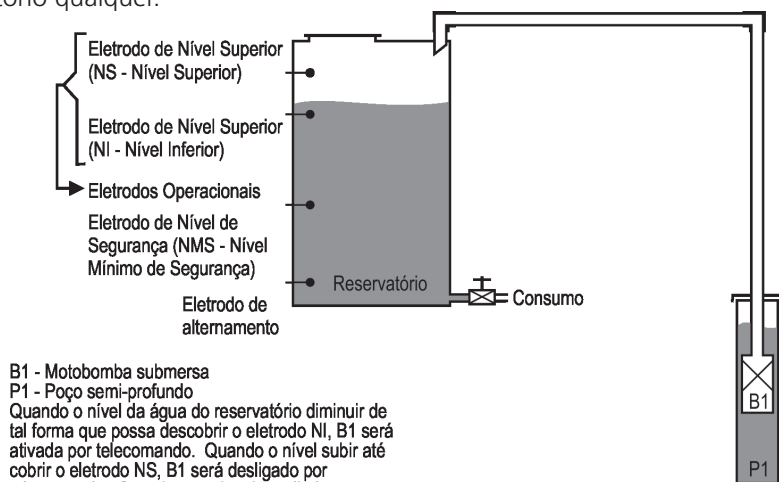 tório qualquer.
Eletrodo de Nível Superior
(NS - Nível Superior)
Eletrodo de Nível Superior
(NI - Nível Inferior)
Eletrodos Operacionais
Eletrodo de Nível de
Segurança (NMS - Nível
Mínimo de Segurança)
Eletrodo de
alternamento
Reservatório
Consumo
B1
P1
B1 - Motobomba submersa
P1 - Poço semi-profundo
Quando o nível da água do reservatório diminuir de
tal forma que possa descobrir o eletrodo NI, B1 será
ativada por telecomando. Quando o nível subir até
cobrir o eletrodo NS, B1 será desligado por